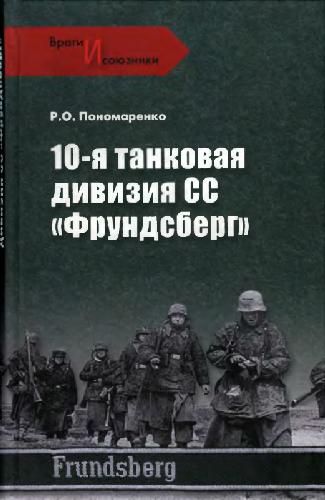 Враги
И
союзники
Р.О. Пономаренко
10-я танковая
дивизия СС
«Фрундсберг»
Frundsberg